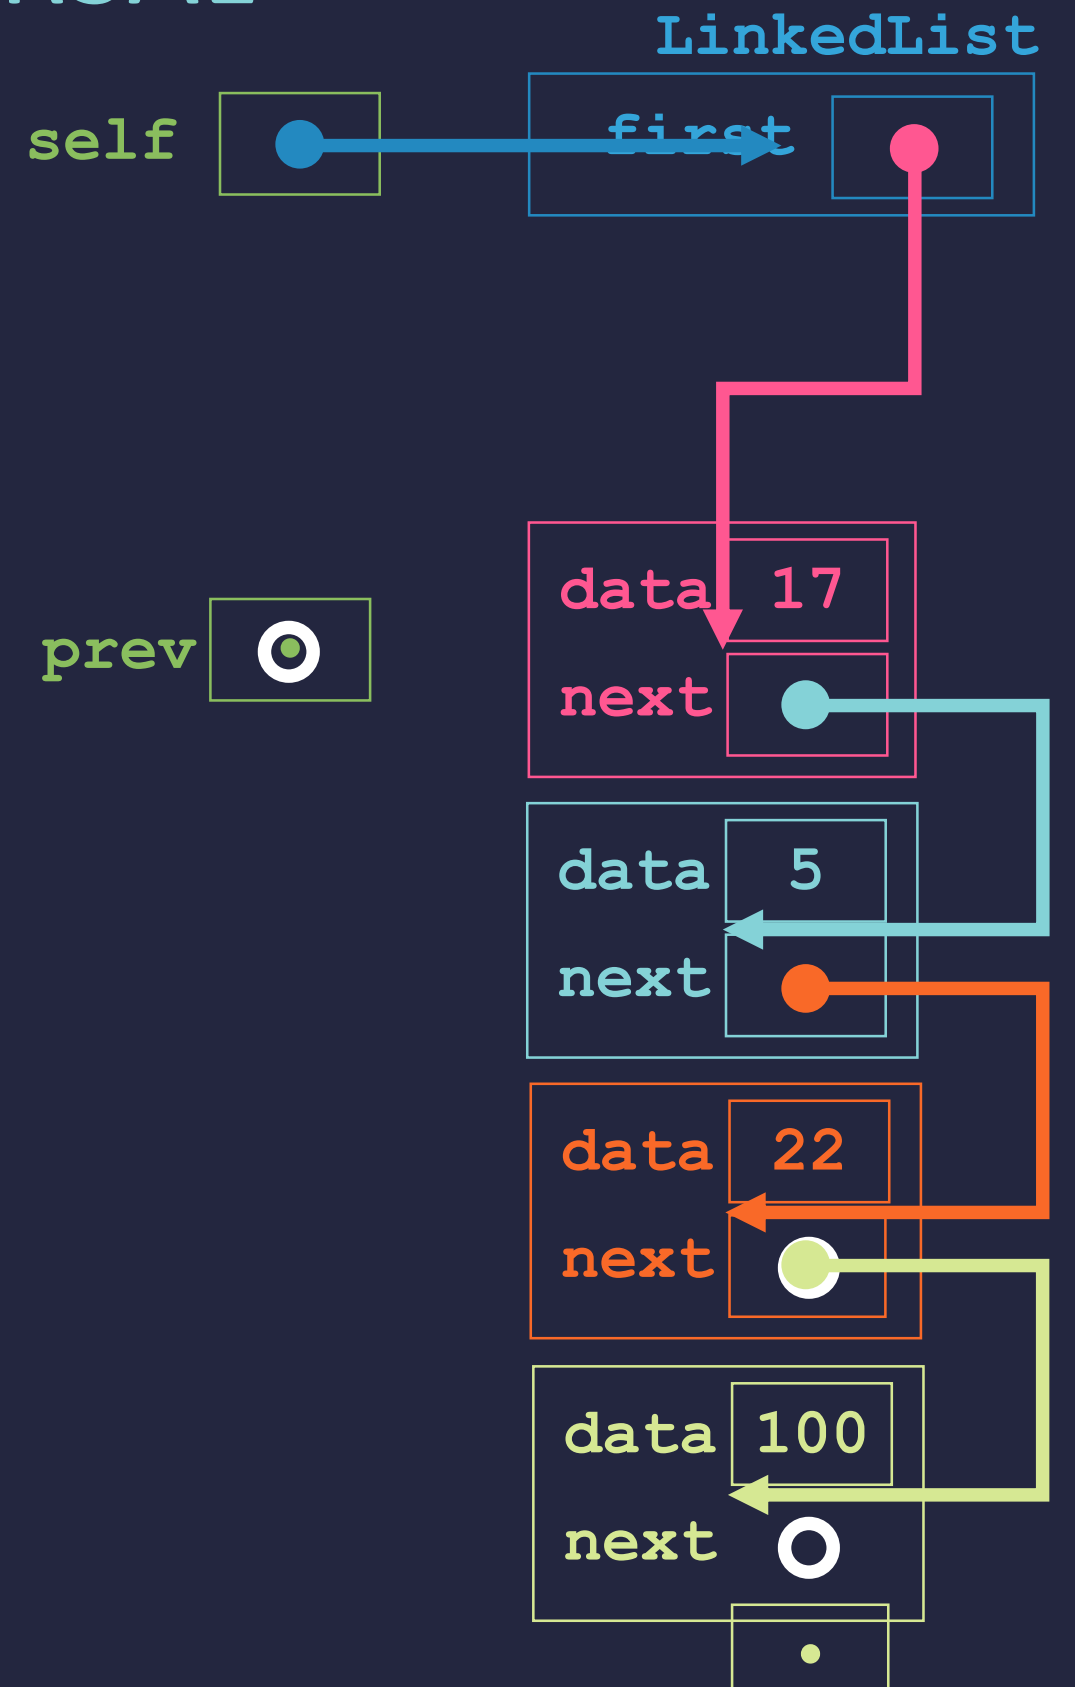 LinkedList
self
first
data 17
prev
next
data 5
next
data 22
next
data 100
next